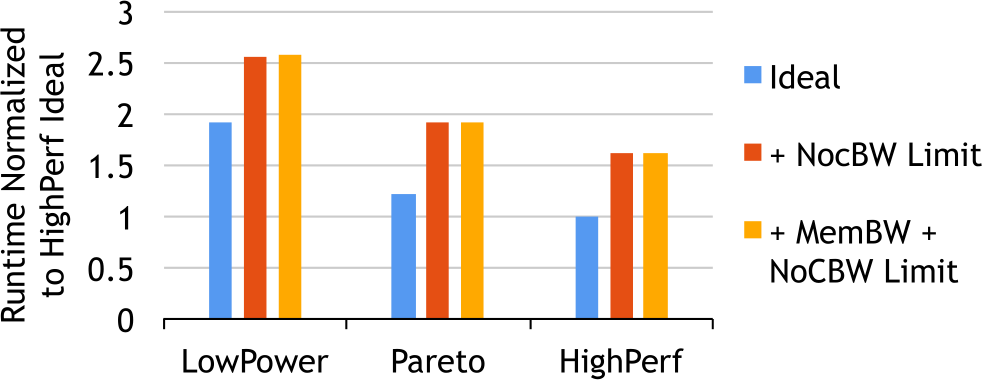 Runtime Normalized
to HighPerf Ideal
3
2.5
2
1.5
1
0.5
0
LowPower
Pareto
HighPerf
Ideal
+ NocBW Limit
+ MemBW +
NoCBW Limit